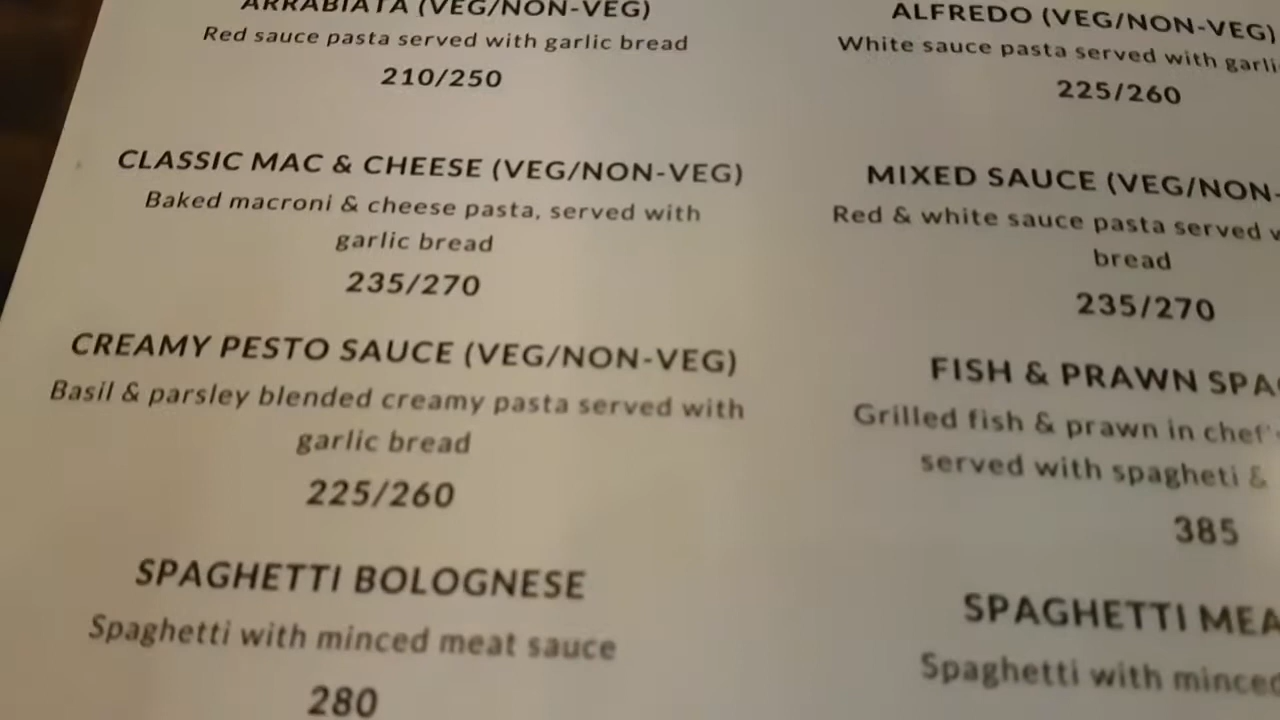 ARRABIATA (VEG/NON-VEG)
Red sauce pasta served with garlic bread
210/250
CLASSIC MAC & CHEESE (VEG/NON-VEG)
Baked macroni & cheese pasta, served with
garlic bread
235/270
CREAMY PESTO SAUCE (VEG/NON-VEG)
Basil & parsley blended creamy pasta served with
garlic bread
225/260
SPAGHETTI BOLOGNESE
Spaghetti with minced meat sauce
280
ALFREDO (VEG/NON-VEG)
White sauce pasta served with
225/260
MIXED SAUCE (VEG/NON-
Red & white sauce pasta served
bread
235/270
FISH & PRAWN
Grilled fish & prawn in chef'
served with spagheti &
385
SPAGHETTI
Spaghetti with minced